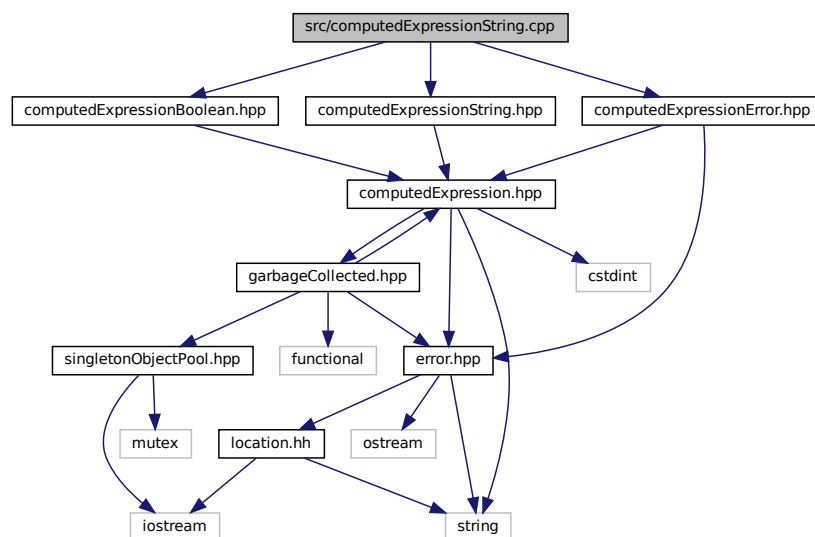 src/computedExpressionString.cpp
computedExpressionBoolean.hpp
computedExpressionString.hpp
computedExpressionError.hpp
computedExpression.hpp
garbageCollected.hpp
cstdint
singletonObjectPool.hpp
functional
error.hpp
mutex
location.hh
ostream
iostream
string